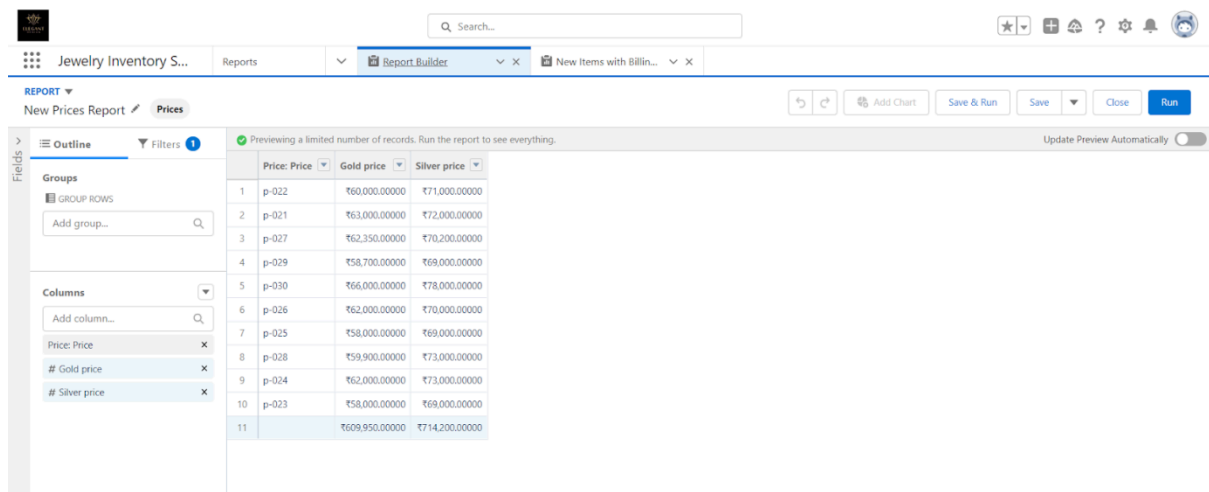 Search...
Jewelry Inventory S... Reports Report Builder New Items with Billin...
REPORT
New Prices Report Prices Add Chart Save & Run Save Close Run
Fields
Outline Filters 1 Previewing a limited number of records. Run the report to see everything. Update Preview Automatically
Groups
GROUP ROWS
Add group...
Columns
Add column...
Price: Price
# Gold price
# Silver price
Price: Price Gold price Silver price
1 p-022 ₹60,000.00000 ₹71,000.00000
2 p-021 ₹63,000.00000 ₹72,000.00000
3 p-027 ₹62,350.00000 ₹70,200.00000
4 p-029 ₹58,700.00000 ₹69,000.00000
5 p-030 ₹66,000.00000 ₹78,000.00000
6 p-026 ₹62,000.00000 ₹70,000.00000
7 p-025 ₹58,000.00000 ₹69,000.00000
8 p-028 ₹59,900.00000 ₹73,000.00000
9 p-024 ₹62,000.00000 ₹73,000.00000
10 p-023 ₹58,000.00000 ₹69,000.00000
11 ₹609,950.00000 ₹714,200.00000